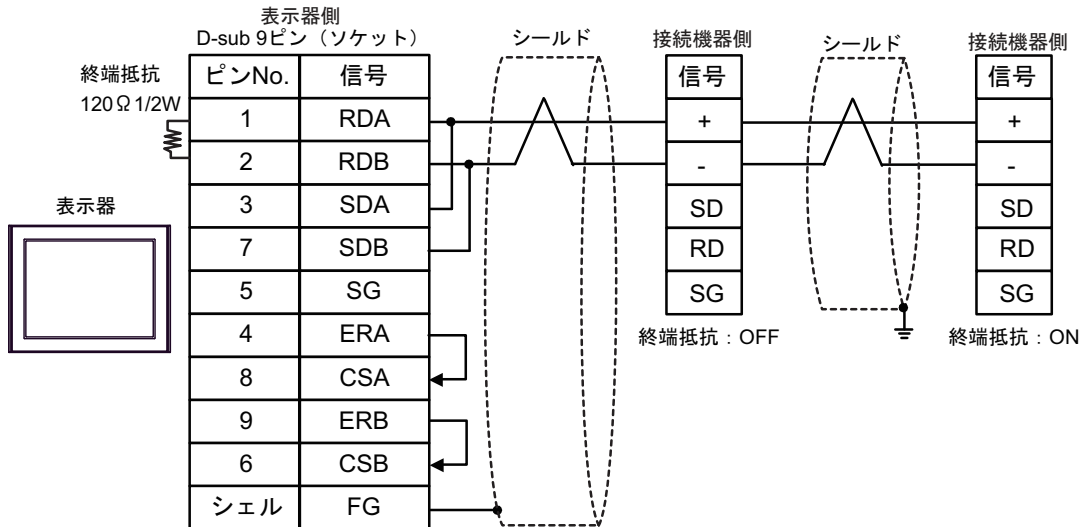 表示器側
D-sub 9ピン（ソケット）
シールド
接続機器側
シールド
接続機器側
終端抵抗
120Ω1/2W
ピンNo. 信号
1 RDA
2 RDB
3 SDA
7 SDB
5 SG
4 ERA
8 CSA
9 ERB
6 CSB
シェル FG
表示器
信号
+
-
SD
RD
SG
終端抵抗：OFF
信号
+
-
SD
RD
SG
終端抵抗：ON